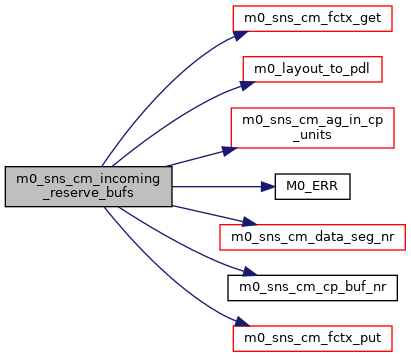 m0_sns_cm_fctx_get
m0_layout_to_pdl
m0_sns_cm_ag_in_cp
_units
m0_sns_cm_incoming
_reserve_bufs
M0_ERR
m0_sns_cm_data_seg_nr
m0_sns_cm_cp_buf_nr
m0_sns_cm_fctx_put